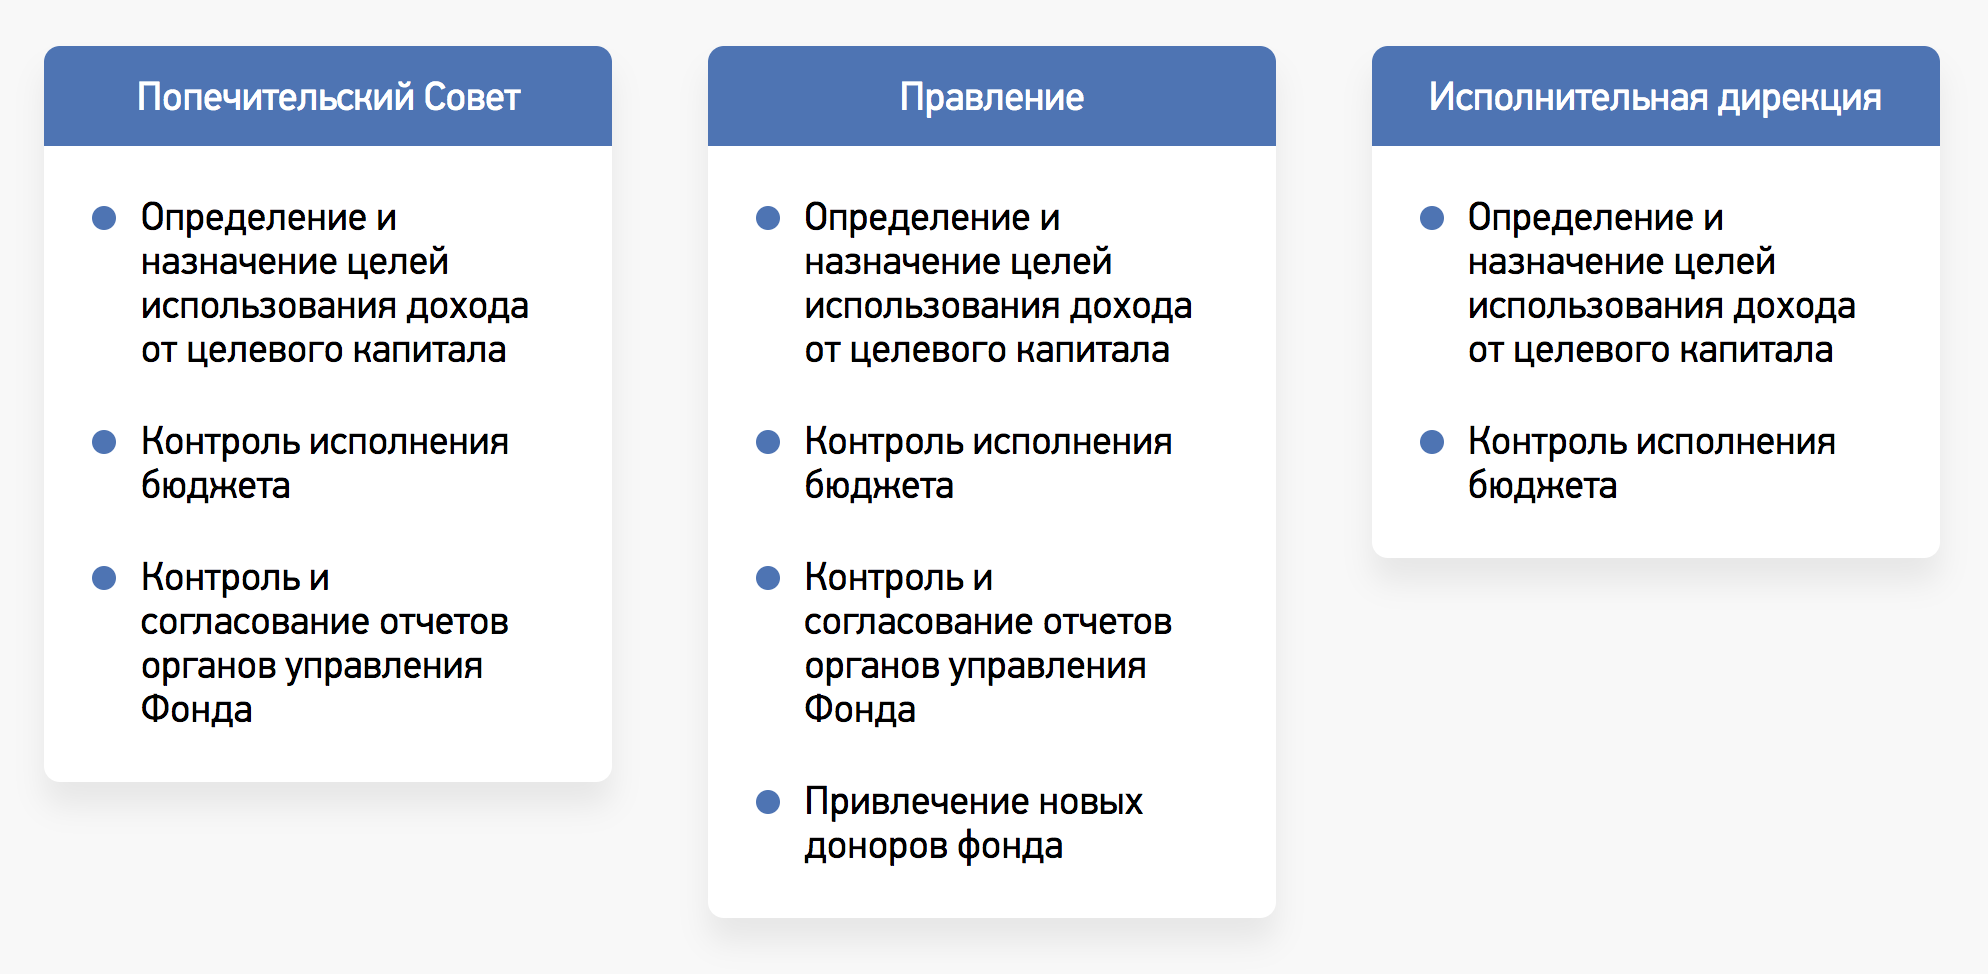 Попечительский Совет
Определение и
назначение целей
использования дохода
от целевого капитала
Контроль исполнения
бюджета
Контроль и
согласование отчетов
органов управления
Фонда
Правление
Определение и
назначение целей
использования дохода
от целевого капитала
Контроль исполнения
бюджета
Контроль и
согласование отчетов
органов управления
Фонда
Привлечение новых
доноров фонда
Исполнительная дирекция
Определение и
назначение целей
использования дохода
от целевого капитала
Контроль исполнения
бюджета